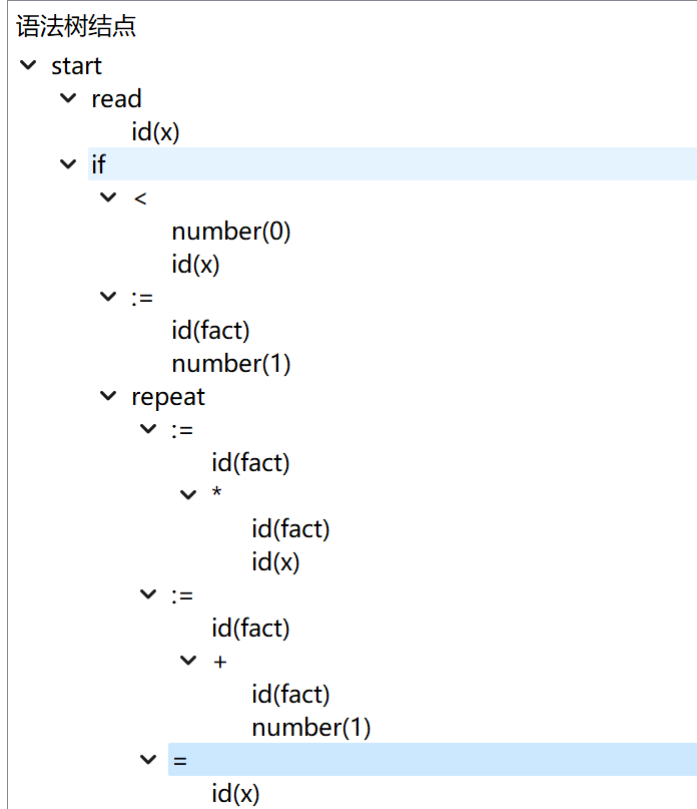 语法树结点
start
read
id(x)
if
<
number(0)
id(x)
:=
id(fact)
number(1)
repeat
:=
id(fact)
*
id(fact)
id(x)
:=
id(fact)
+
id(fact)
number(1)
=
id(x)